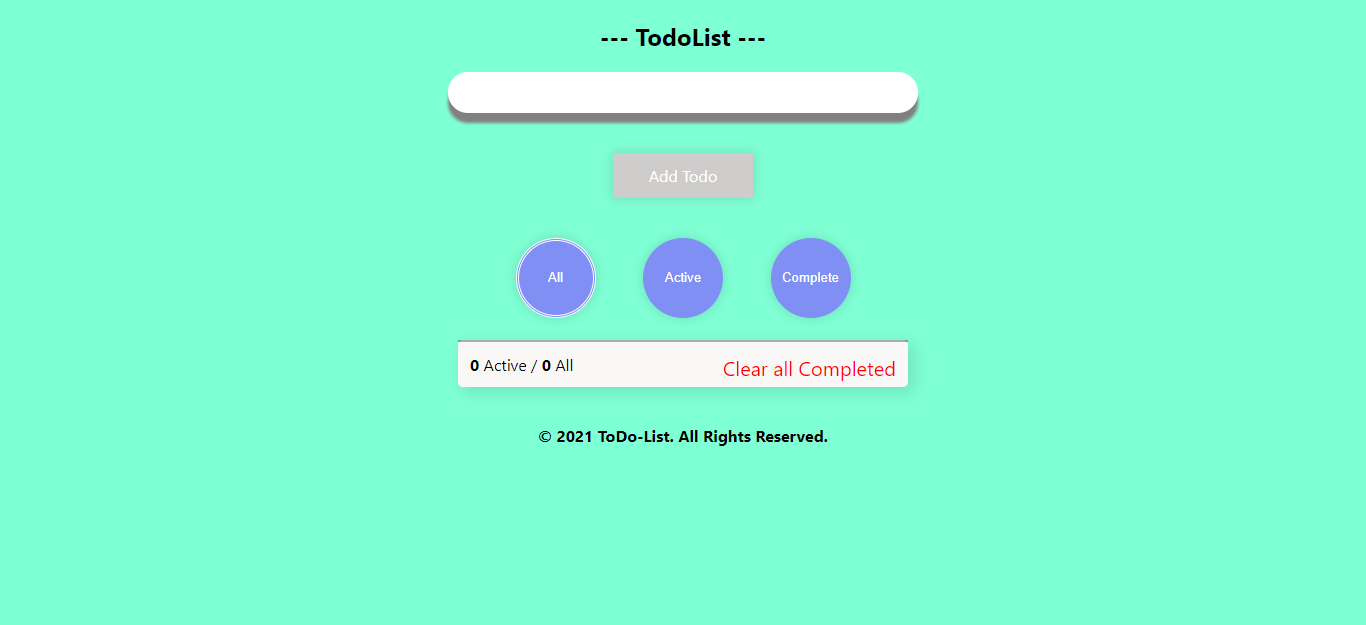 --- TodoList ---
Add Todo
All
Active
Complete
0 Active / 0 All
Clear all Completed
© 2021 ToDo-List. All Rights Reserved.